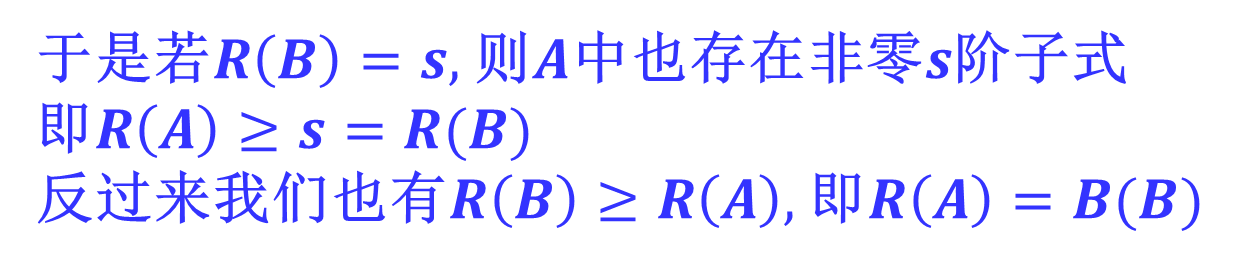 于是若R(B) = s, 则A中也存在非零s阶子式
即R(A) ≥ s = R(B)
反过来我们也有R(B) ≥ R(A), 即R(A) = B(B)